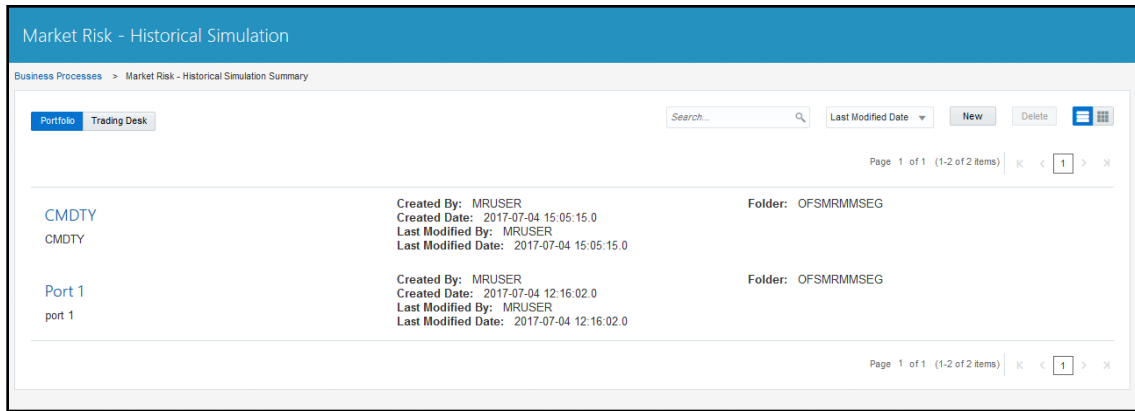 Market Risk - Historical Simulation
Business Processes > Market Risk - Historical Simulation Summary
Portfolio Trading Desk Search... Last Modified Date New Delete
Page 1 of 1 (1-2 of 2 items) 1
CMDTY
CMDTY
Created By: MRUSER
Created Date: 2017-07-04 15:05:15.0
Last Modified By: MRUSER
Last Modified Date: 2017-07-04 15:05:15.0
Folder: OFSMRMMSEG
Port 1
port 1
Created By: MRUSER
Created Date: 2017-07-04 12:16:02.0
Last Modified By: MRUSER
Last Modified Date: 2017-07-04 12:16:02.0
Folder: OFSMRMMSEG
Page 1 of 1 (1-2 of 2 items) 1